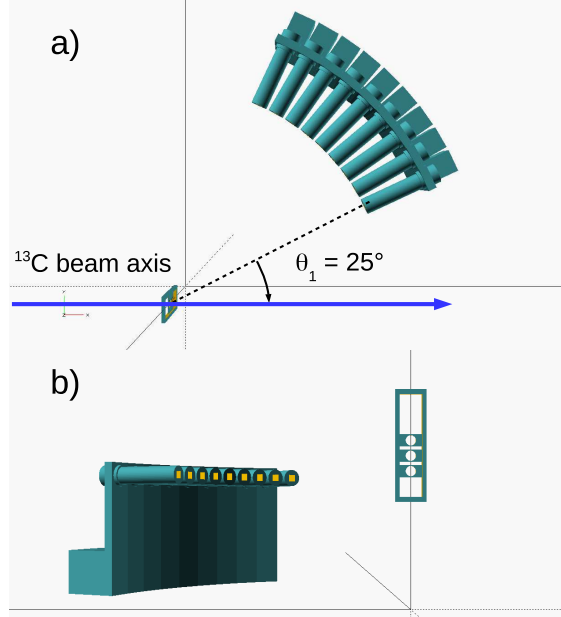 a)
¹³C beam axis
θ₁ = 25°
Y
Z X
b)